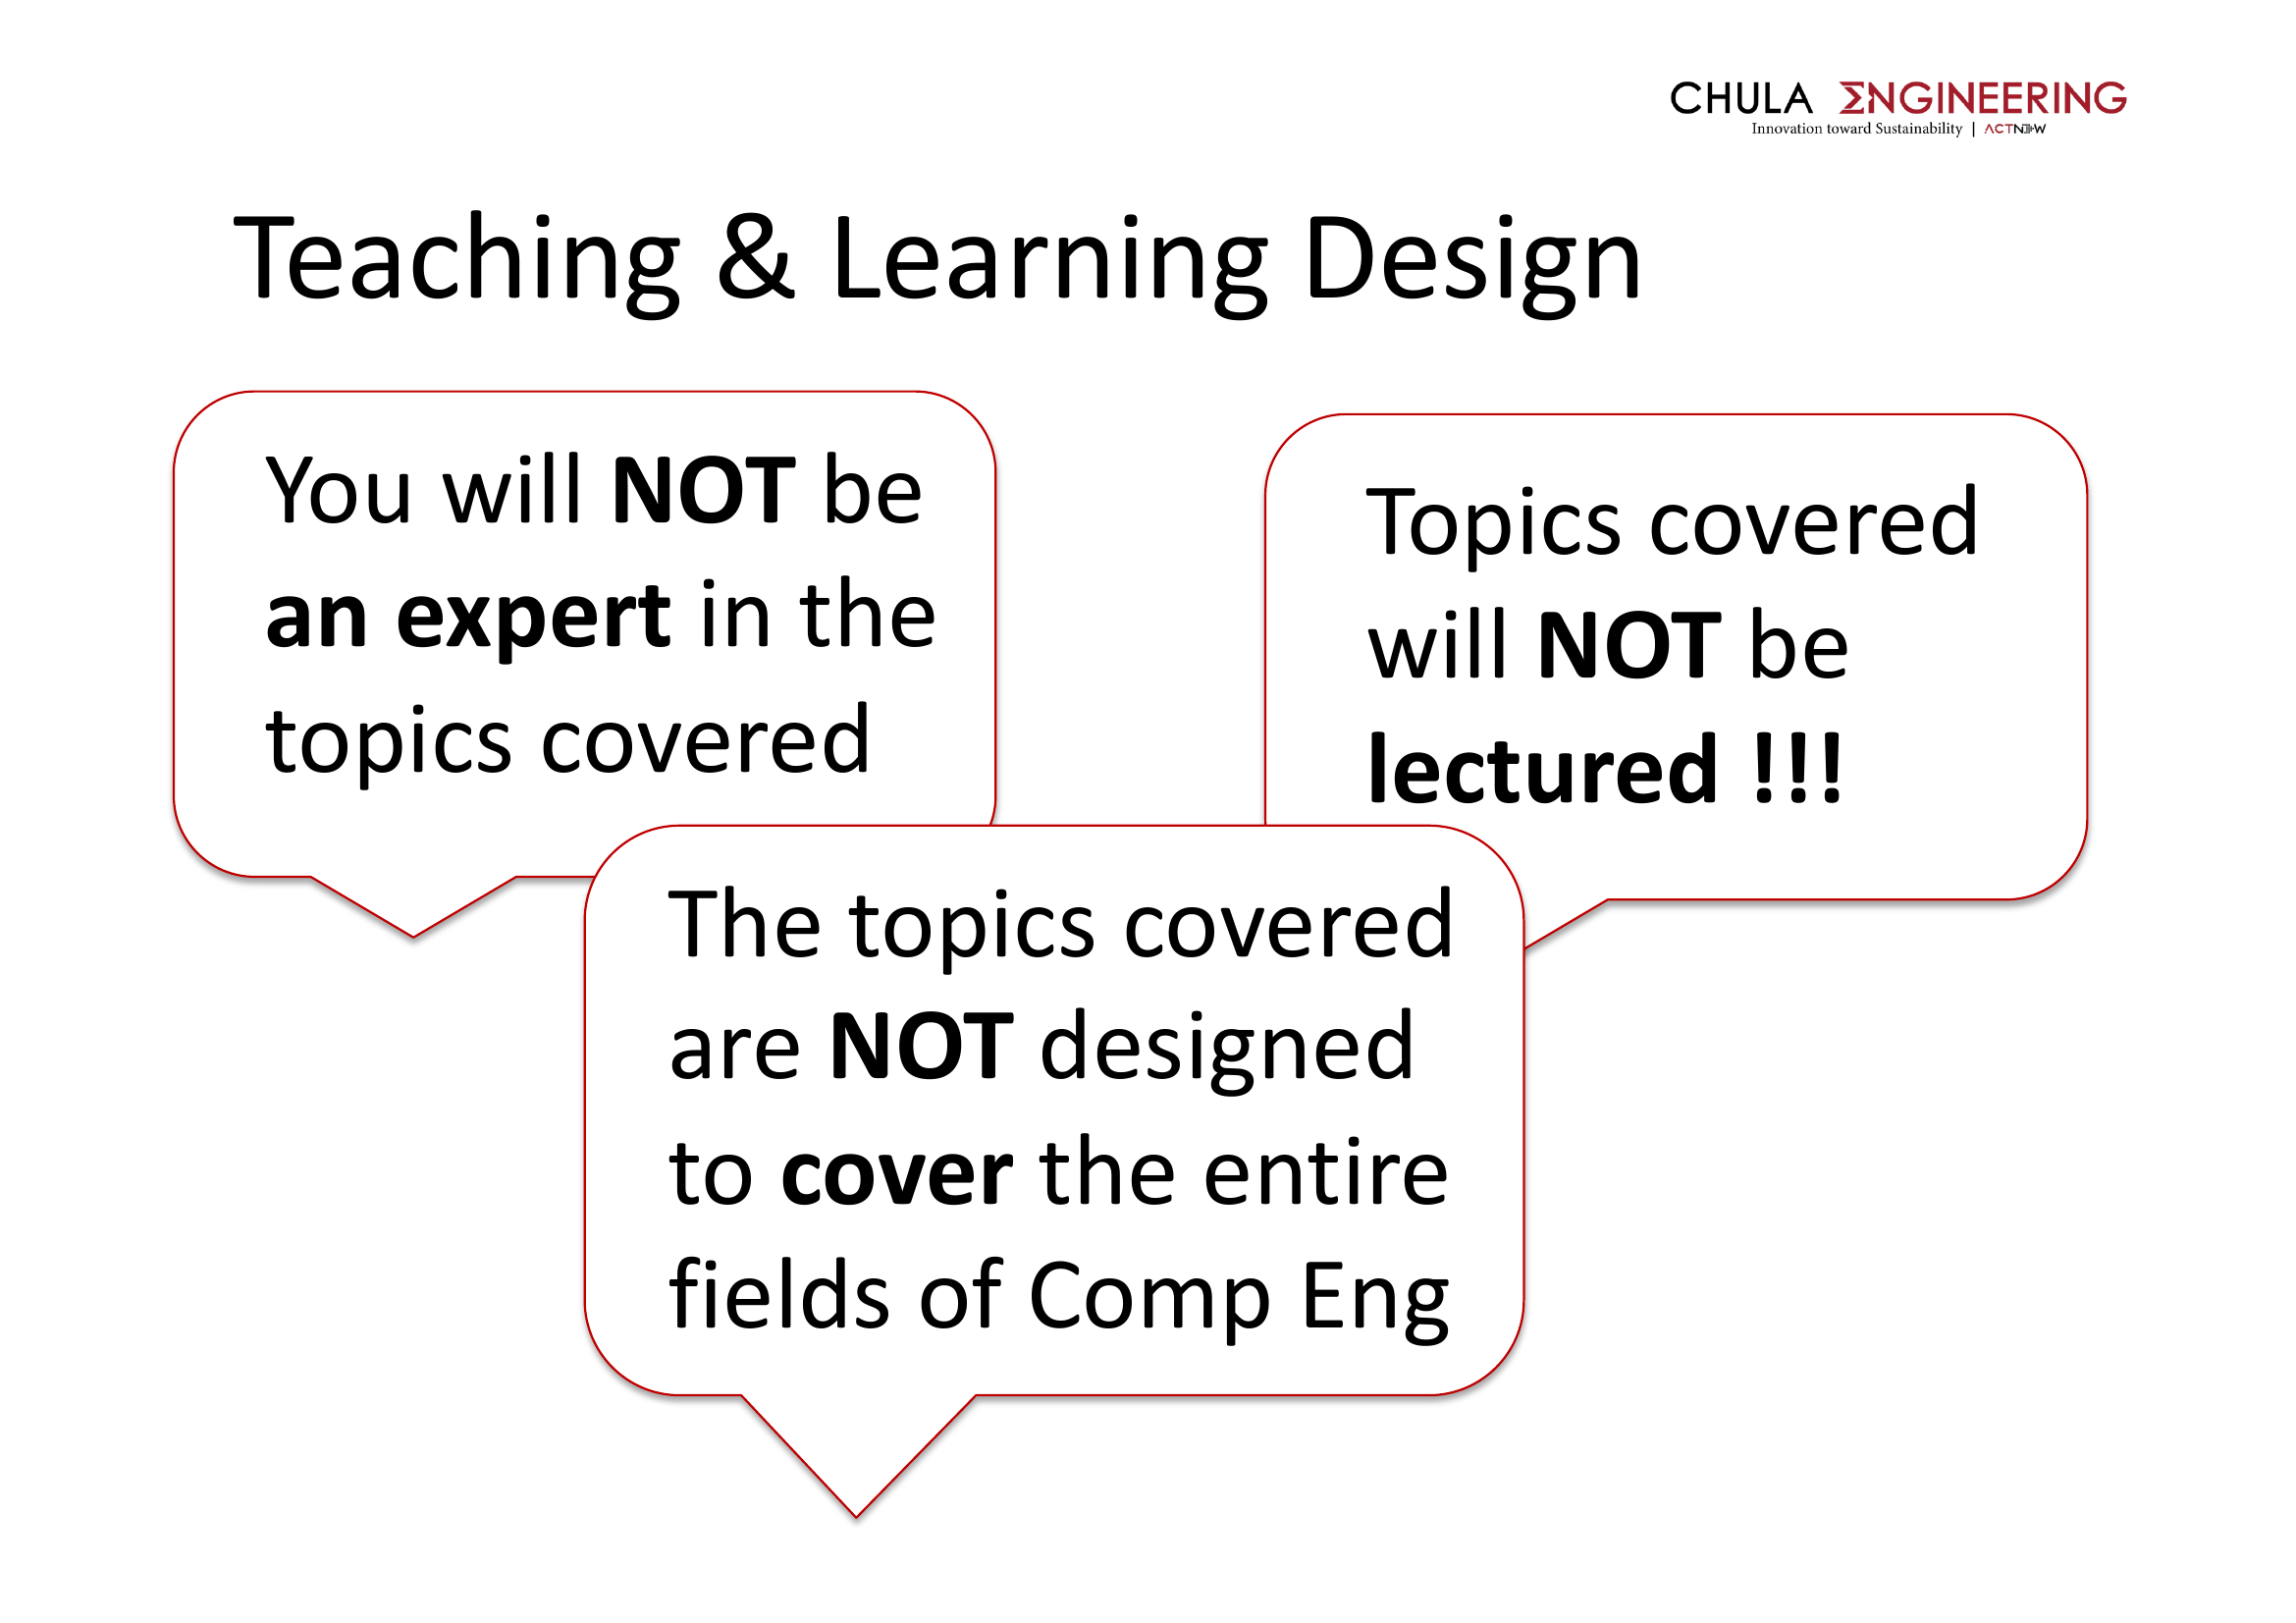 CHULA ENGINEERING
Innovation toward Sustainability | ACTNOW
Teaching & Learning Design
You will NOT be
an expert in the
topics covered
Topics covered
will NOT be
lectured !!!
The topics covered
are NOT designed
to cover the entire
fields of Comp Eng